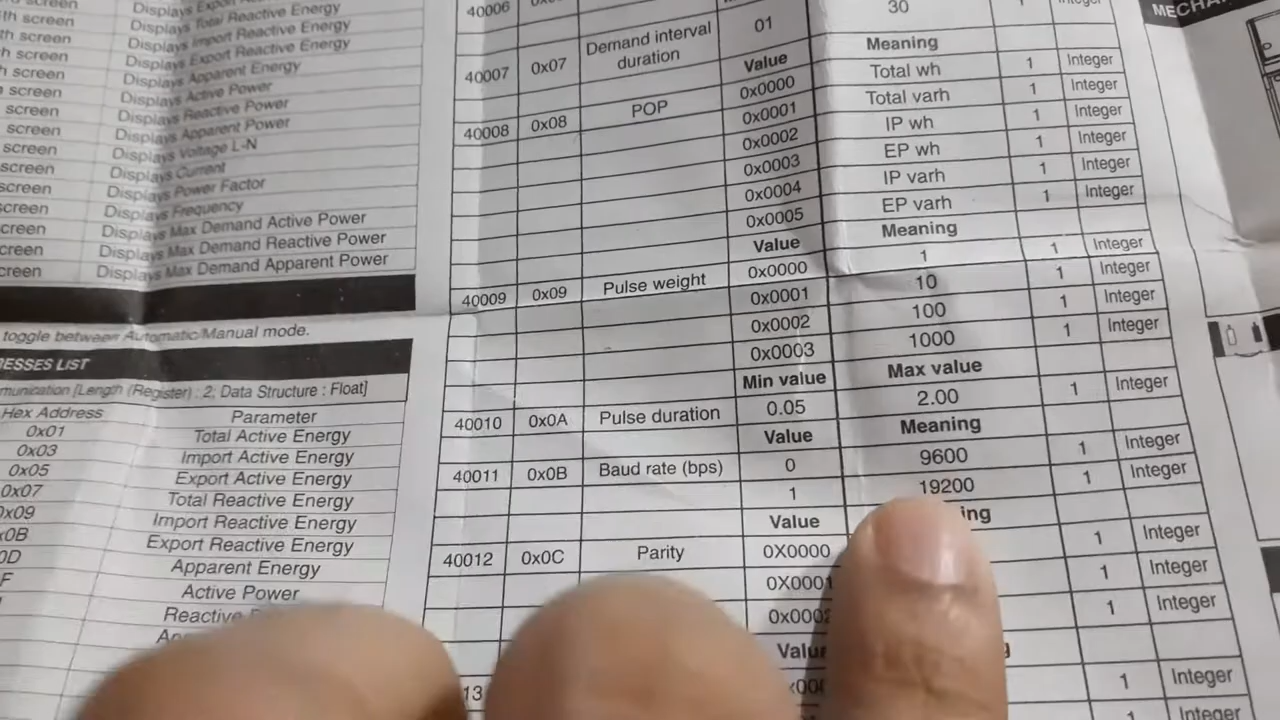 screen Displays
th screen Displays Total Reactive Energy
th screen Displays Import Reactive Energy
th screen Displays Export Reactive Energy
h screen Displays Apparent Energy
screen Displays Active Power
screen Displays Reactive Power
screen Displays Apparent Power
screen Displays Voltage L-N
screen Displays Current
screen Displays Power Factor
screen Displays Frequency
creen Displays Max Demand Active Power
creen Displays Max Demand Reactive Power
creen Displays Max Demand Apparent Power
toggle between Automatic/Manual mode.
ESSES LIST
munication [Length (Register) : 2; Data Structure : Float]
Hex Address Parameter
0x01 Total Active Energy
0x03 Import Active Energy
0x05 Export Active Energy
0x07 Total Reactive Energy
0x09 Import Reactive Energy
x0B Export Reactive Energy
0D Apparent Energy
F Active Power
Reactive
40006 30 1 Integer
40007 0x07 Demand interval duration 01
Value Meaning
40008 0x08 POP 0x0000 Total wh 1 Integer
0x0001 Total varh 1 Integer
0x0002 IP wh 1 Integer
0x0003 EP wh 1 Integer
0x0004 IP varh 1 Integer
0x0005 EP varh 1 Integer
Value Meaning
40009 0x09 Pulse weight 0x0000 1 1 Integer
0x0001 10 1 Integer
0x0002 100 1 Integer
0x0003 1000 1 Integer
Min value Max value
40010 0x0A Pulse duration 0.05 2.00 1 Integer
Value Meaning
40011 0x0B Baud rate (bps) 0 9600 1 Integer
1 19200 1 Integer
Value ing
40012 0x0C Parity 0X0000 1 Integer
0X0001 1 Integer
0x0002 1 Integer
Value
13 1 Integer
1 Integer
MECHA